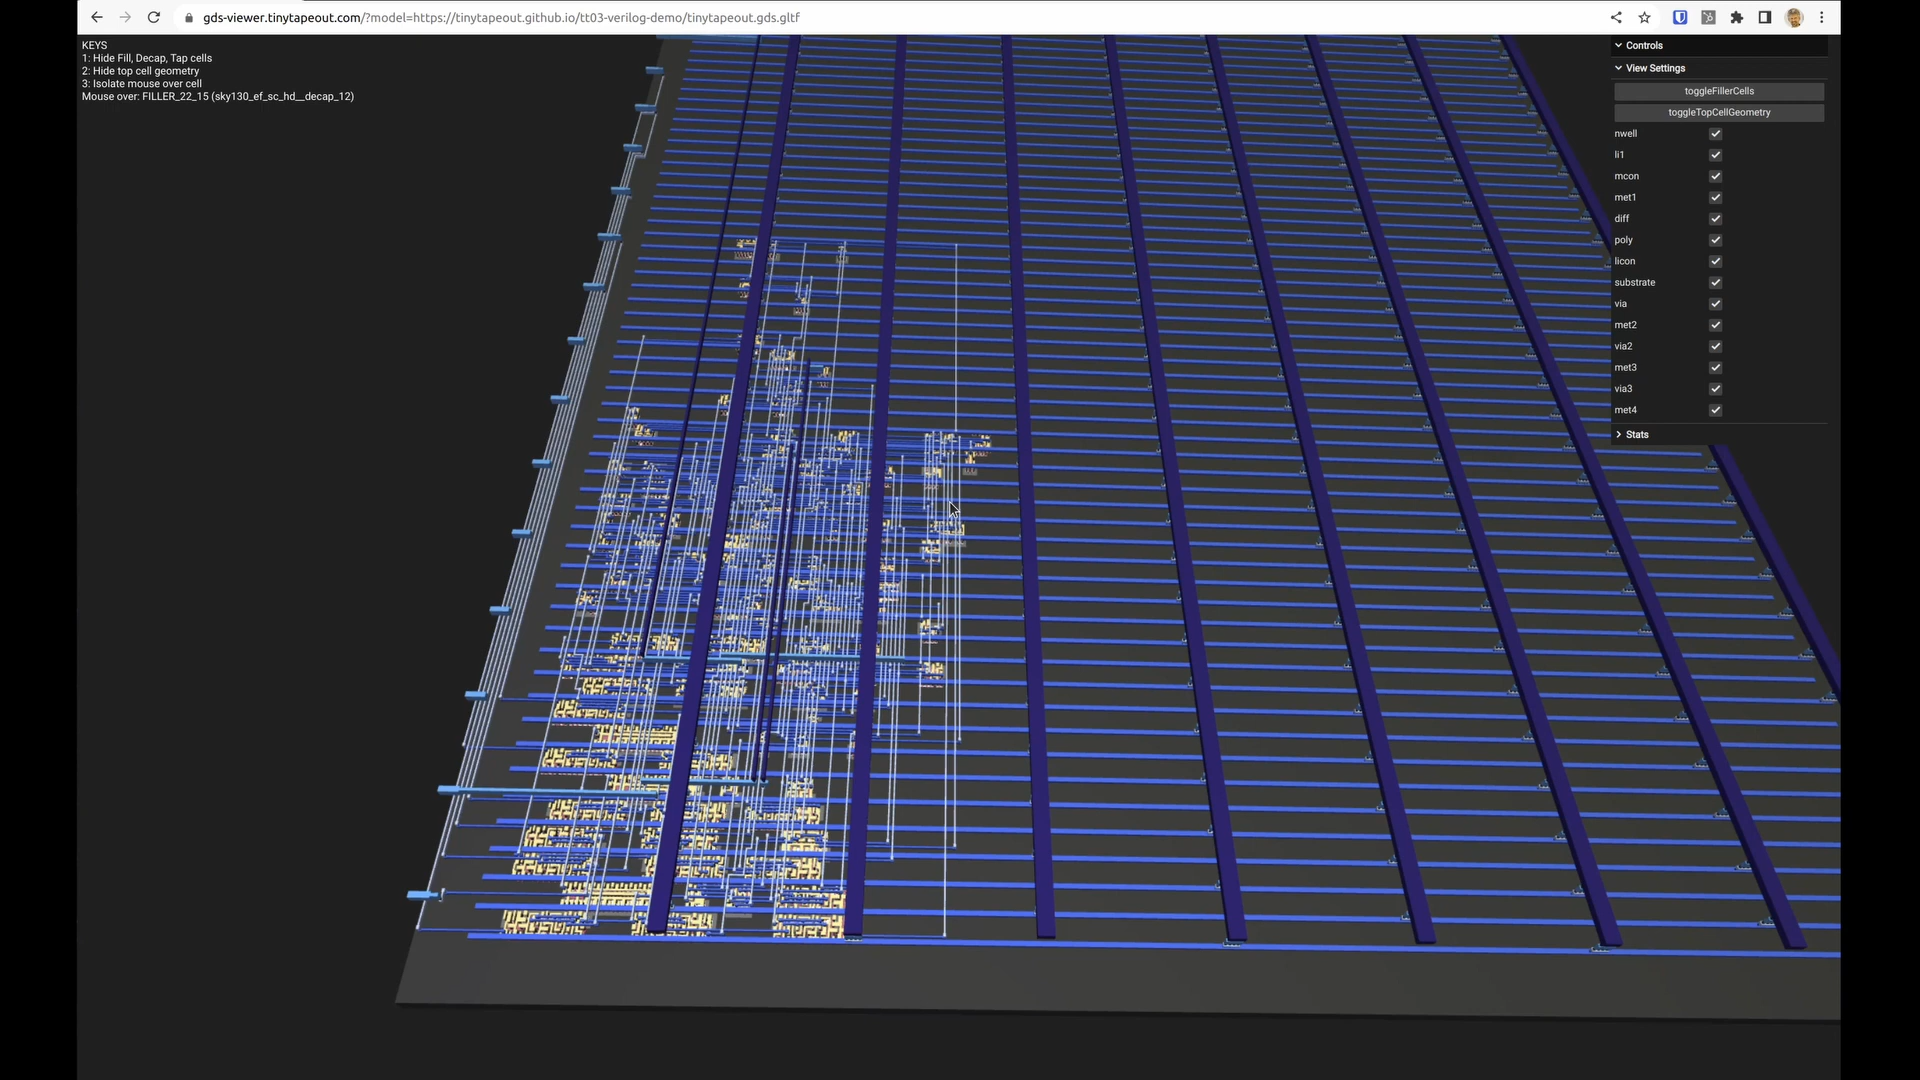 gds-viewer.tinytapeout.com/?model=https://tinytapeout.github.io/tt03-verilog-demo/tinytapeout.gds.gltf
KEYS
1: Hide Fill, Decap, Tap cells
2: Hide top cell geometry
3: Isolate mouse over cell
Mouse over: FILLER_22_15 (sky130_ef_sc_hd__decap_12)
Controls
View Settings
toggleFillerCells
toggleTopCellGeometry
nwell
li1
mcon
met1
diff
poly
licon
substrate
via
met2
via2
met3
via3
met4
Stats